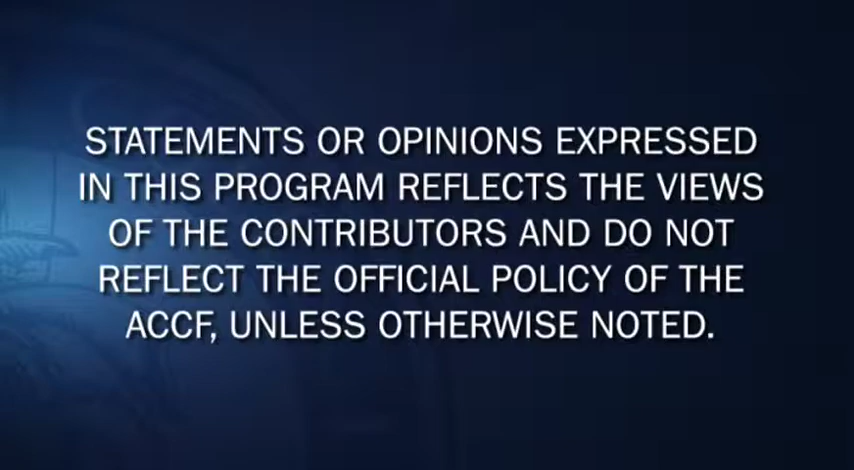 STATEMENTS OR OPINIONS EXPRESSED
IN THIS PROGRAM REFLECTS THE VIEWS
OF THE CONTRIBUTORS AND DO NOT
REFLECT THE OFFICIAL POLICY OF THE
ACCF, UNLESS OTHERWISE NOTED.